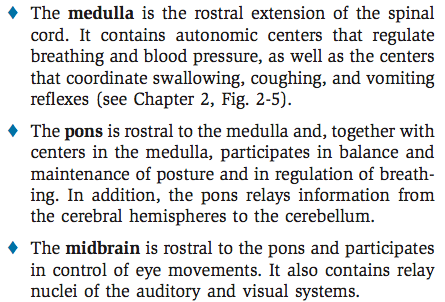 ♦ The medulla is the rostral extension of the spinal
cord. It contains autonomic centers that regulate
breathing and blood pressure, as well as the centers
that coordinate swallowing, coughing, and vomiting
reflexes (see Chapter 2, Fig. 2-5).
♦ The pons is rostral to the medulla and, together with
centers in the medulla, participates in balance and
maintenance of posture and in regulation of breath-
ing. In addition, the pons relays information from
the cerebral hemispheres to the cerebellum.
♦ The midbrain is rostral to the pons and participates
in control of eye movements. It also contains relay
nuclei of the auditory and visual systems.